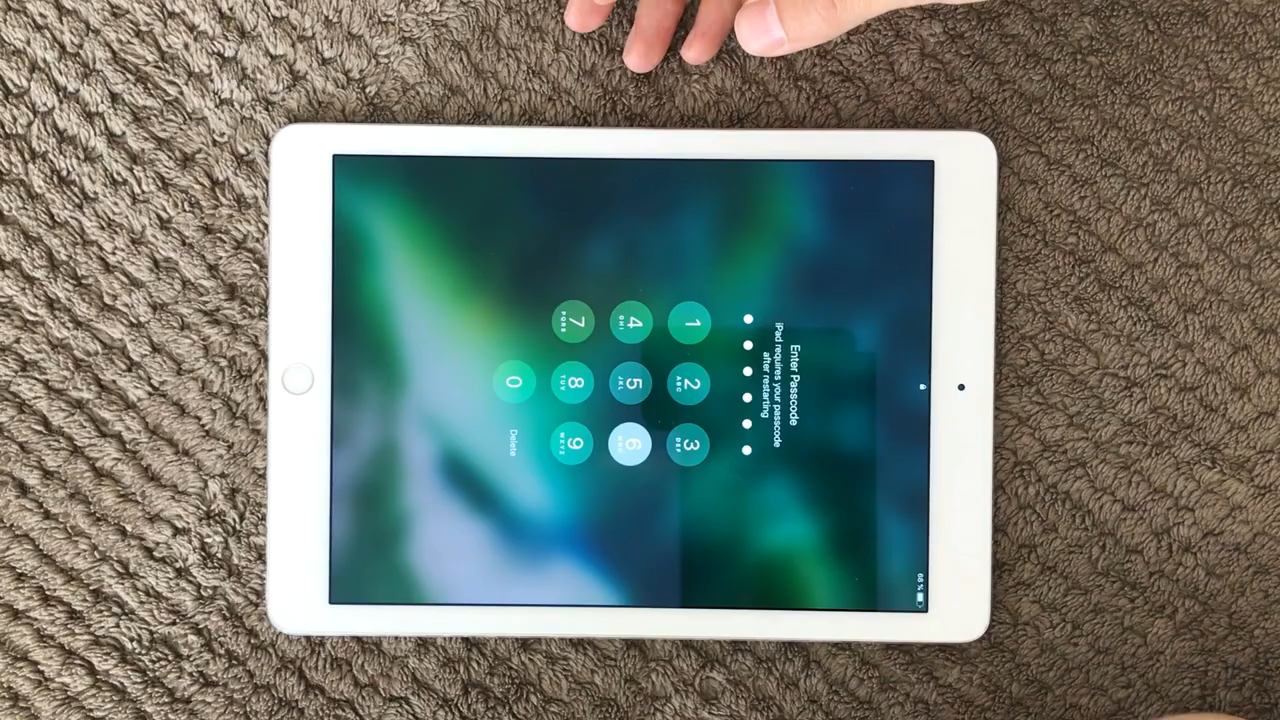 68 %
Enter Passcode
iPad requires your passcode
after restarting
1
2
ABC
3
DEF
4
GHI
5
JKL
6
7
PQRS
8
TUV
9
WXYZ
0
Delete